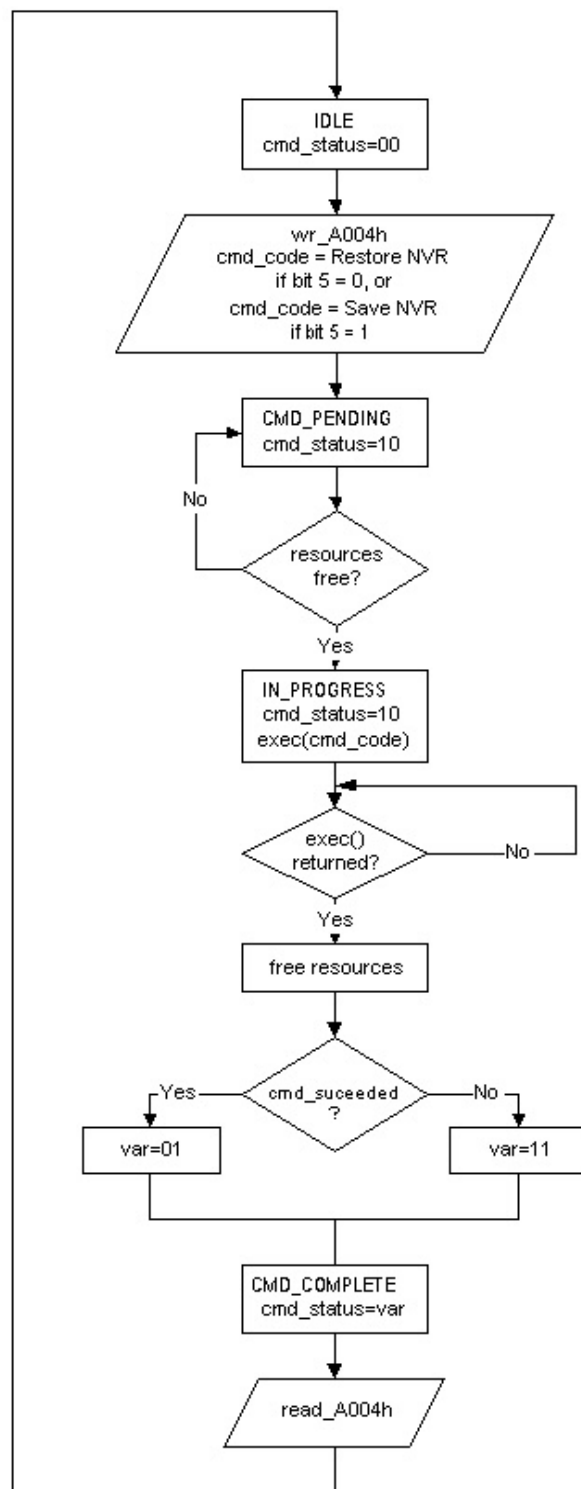 IDLE
cmd_status=00
wr_A004h
cmd_code = Restore NVR
if bit 5 = 0, or
cmd_code = Save NVR
if bit 5 = 1
CMD_PENDING
cmd_status=10
No
resources
free?
Yes
IN_PROGRESS
cmd_status=10
exec(cmd_code)
exec()
returned?
No
Yes
free resources
Yes
cmd_suceeded
?
No
var=01
var=11
CMD_COMPLETE
cmd_status=var
read_A004h